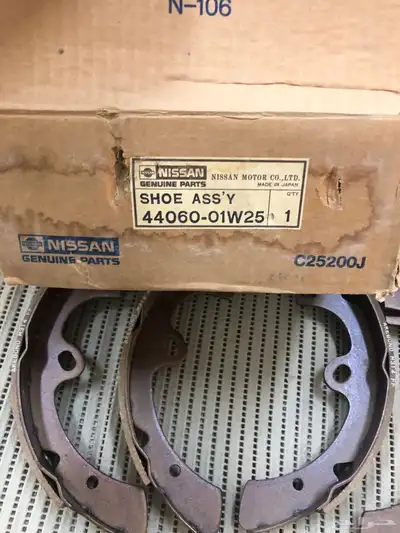 N-106
NISSAN NISSAN MOTOR CO.,LTD.
GENUINE PARTS MADE IN JAPAN
SHOE ASS'Y Q'TY
44060-01W25 1
NISSAN
GENUINE PARTS C25200J